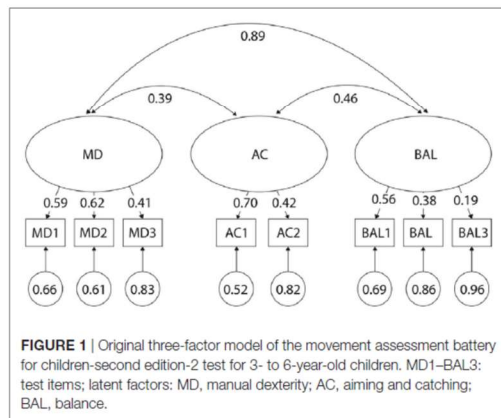 0.89
0.39 0.46
MD AC BAL
0.59 0.62 0.41 0.70 0.42 0.56 0.38 0.19
MD1 MD2 MD3 AC1 AC2 BAL1 BAL BAL3
0.66 0.61 0.83 0.52 0.82 0.69 0.86 0.96
FIGURE 1 | Original three-factor model of the movement assessment battery
for children-second edition-2 test for 3- to 6-year-old children. MD1–BAL3:
test items; latent factors: MD, manual dexterity; AC, aiming and catching;
BAL, balance.